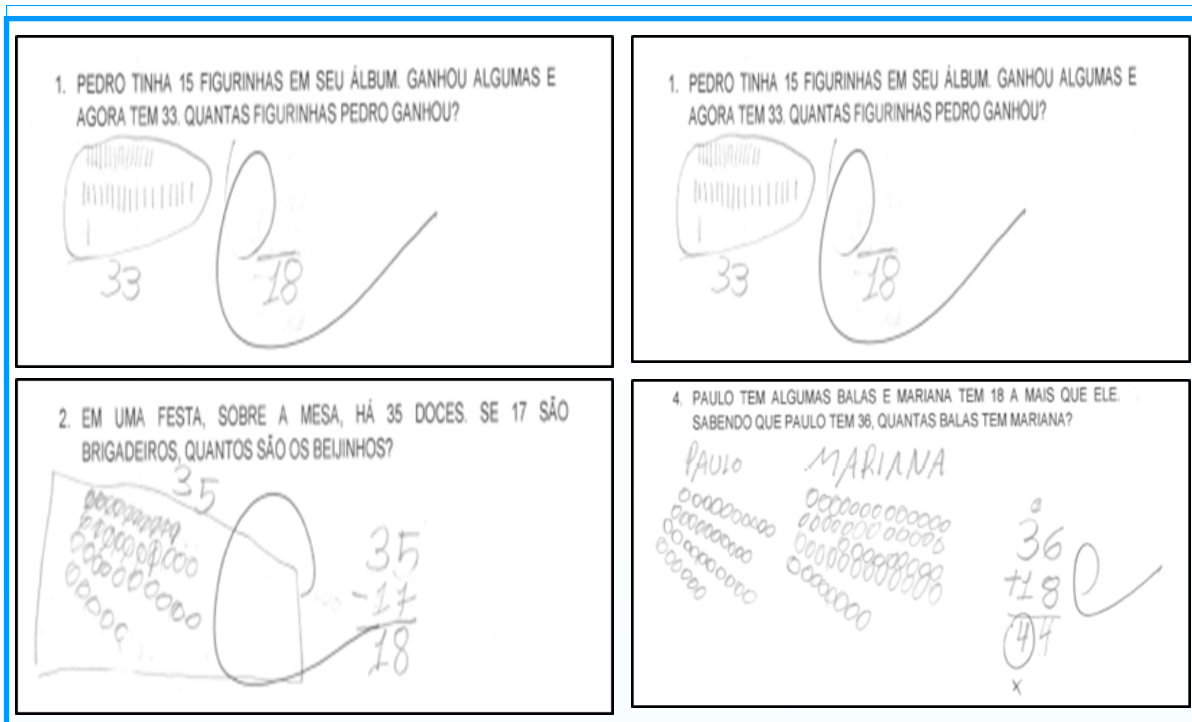 1. PEDRO TINHA 15 FIGURINHAS EM SEU ÁLBUM. GANHOU ALGUMAS E
AGORA TEM 33. QUANTAS FIGURINHAS PEDRO GANHOU?
33
18
1. PEDRO TINHA 15 FIGURINHAS EM SEU ÁLBUM. GANHOU ALGUMAS E
AGORA TEM 33. QUANTAS FIGURINHAS PEDRO GANHOU?
33
18
2. EM UMA FESTA, SOBRE A MESA, HÁ 35 DOCES. SE 17 SÃO
BRIGADEIROS, QUANTOS SÃO OS BEIJINHOS?
35
35
-17
18
4. PAULO TEM ALGUMAS BALAS E MARIANA TEM 18 A MAIS QUE ELE.
SABENDO QUE PAULO TEM 36, QUANTAS BALAS TEM MARIANA?
PAULO MARIANA
36
+18
44
x